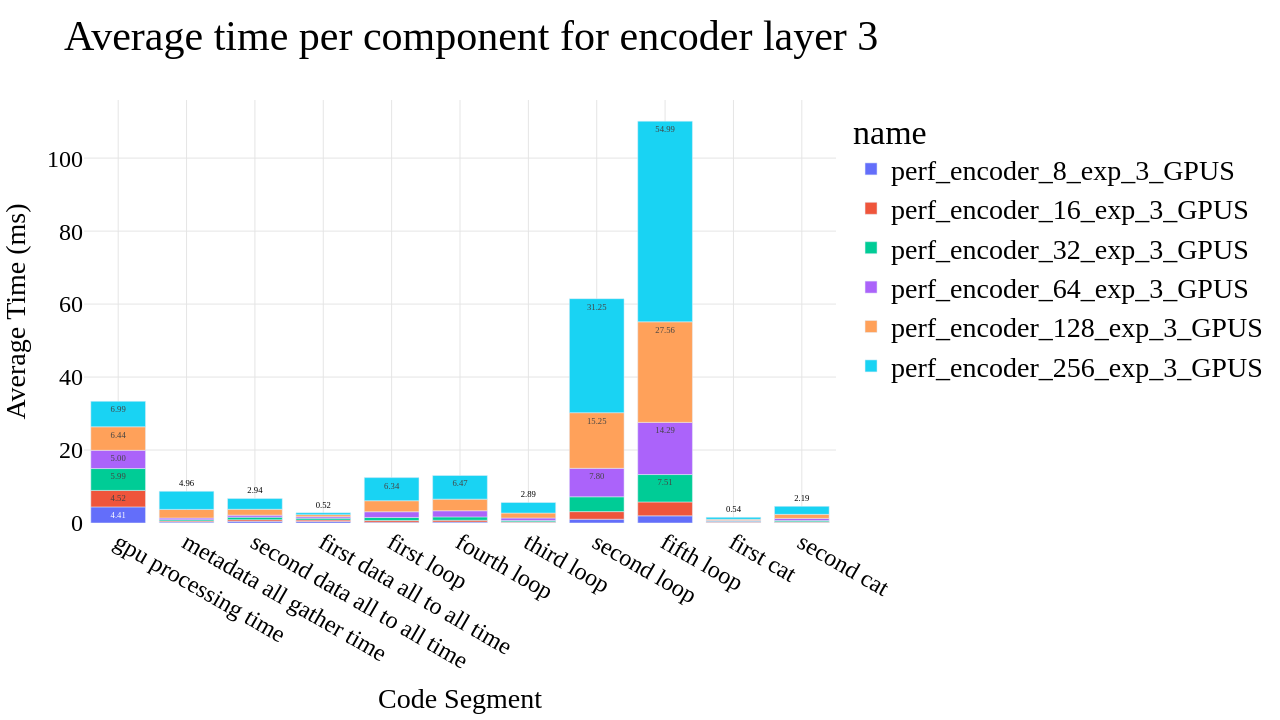 Average time per component for encoder layer 3
Average Time (ms)
100
80
60
40
20
0
6.99
6.44
5.00
5.99
4.52
4.41
4.96
2.94
0.52
6.34
6.47
2.89
31.25
15.25
7.80
54.99
27.56
14.29
7.51
0.54
2.19
gpu processing time
metadata all gather time
second data all to all time
first data all to all time
first loop
fourth loop
third loop
second loop
fifth loop
first cat
second cat
Code Segment
name
perf_encoder_8_exp_3_GPUS
perf_encoder_16_exp_3_GPUS
perf_encoder_32_exp_3_GPUS
perf_encoder_64_exp_3_GPUS
perf_encoder_128_exp_3_GPUS
perf_encoder_256_exp_3_GPUS